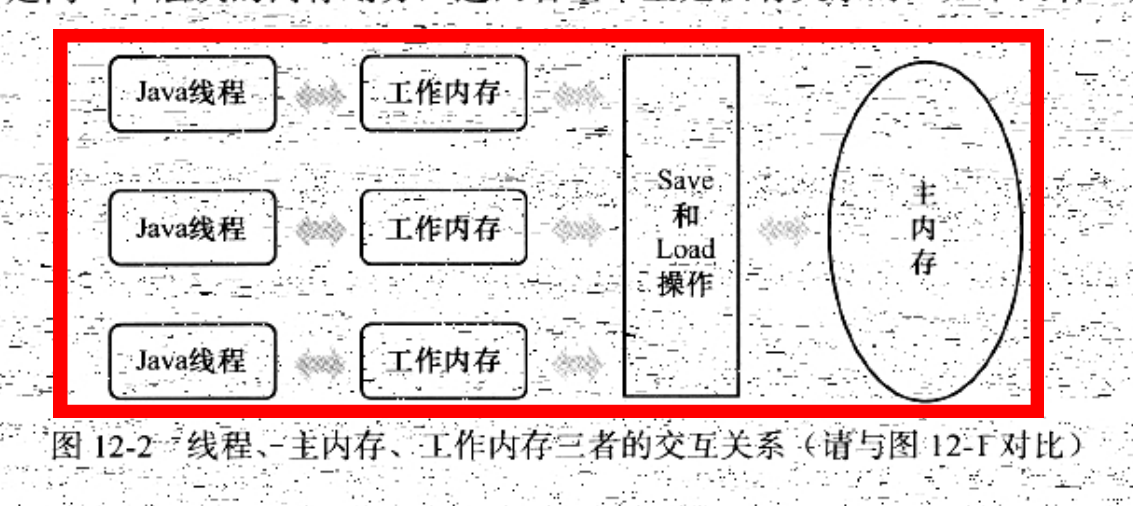 Java线程
工作内存
Java线程
工作内存
Java线程
工作内存
Save
和
Load
操作
主
内
存
图 12-2 线程、主内存、工作内存三者的交互关系（请与图 12-1 对比）